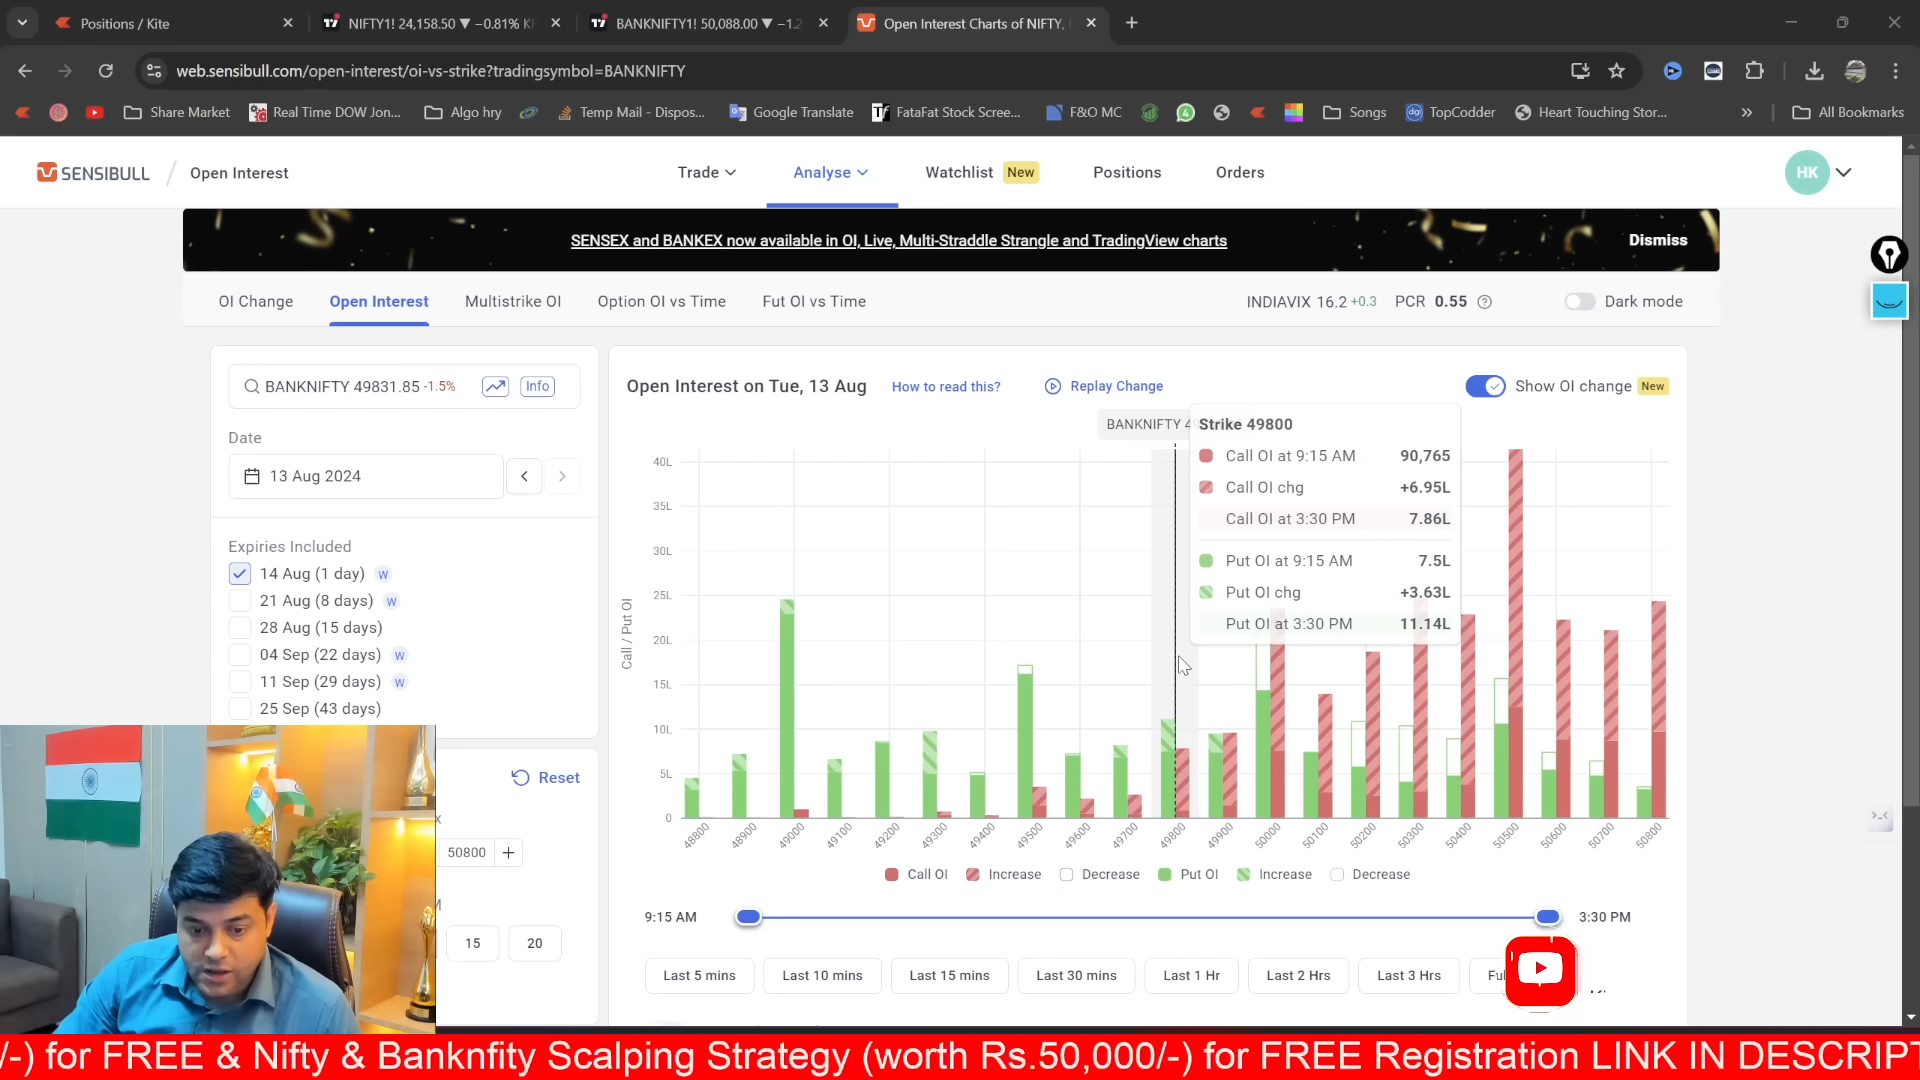 Positions / Kite
NIFTY1! 24,158.50 ▼ −0.81%
BANKNIFTY1! 50,088.00 ▼ −1.2
Open Interest Charts of NIFTY,
web.sensibull.com/open-interest/oi-vs-strike?tradingsymbol=BANKNIFTY
Share Market
Real Time DOW Jon...
Algo hry
Temp Mail - Dispos...
Google Translate
FataFat Stock Scree...
F&O MC
Songs
TopCodder
Heart Touching Stor...
»
All Bookmarks
SENSIBULL / Open Interest
Trade
Analyse
Watchlist New
Positions
Orders
HK
SENSEX and BANKEX now available in OI, Live, Multi-Straddle Strangle and TradingView charts
Dismiss
OI Change
Open Interest
Multistrike OI
Option OI vs Time
Fut OI vs Time
INDIAVIX 16.2 +0.3
PCR 0.55
Dark mode
BANKNIFTY 49831.85 -1.5%
Info
Date
13 Aug 2024
Expiries Included
14 Aug (1 day) W
21 Aug (8 days) W
28 Aug (15 days)
04 Sep (22 days) W
11 Sep (29 days) W
25 Sep (43 days)
Reset
50800 +
15
20
Open Interest on Tue, 13 Aug
How to read this?
Replay Change
Show OI change New
BANKNIFTY 4
Strike 49800
Call OI at 9:15 AM 90,765
Call OI chg +6.95L
Call OI at 3:30 PM 7.86L
Put OI at 9:15 AM 7.5L
Put OI chg +3.63L
Put OI at 3:30 PM 11.14L
Call / Put OI
40L
35L
30L
25L
20L
15L
10L
5L
0
48800
48900
49000
49100
49200
49300
49400
49500
49600
49700
49800
49900
50000
50100
50200
50300
50400
50500
50600
50700
50800
Call OI
Increase
Decrease
Put OI
Increase
Decrease
9:15 AM
3:30 PM
Last 5 mins
Last 10 mins
Last 15 mins
Last 30 mins
Last 1 Hr
Last 2 Hrs
Last 3 Hrs
/-) for FREE & Nifty & Banknfity Scalping Strategy (worth Rs.50,000/-) for FREE Registration LINK IN DESCRIPT